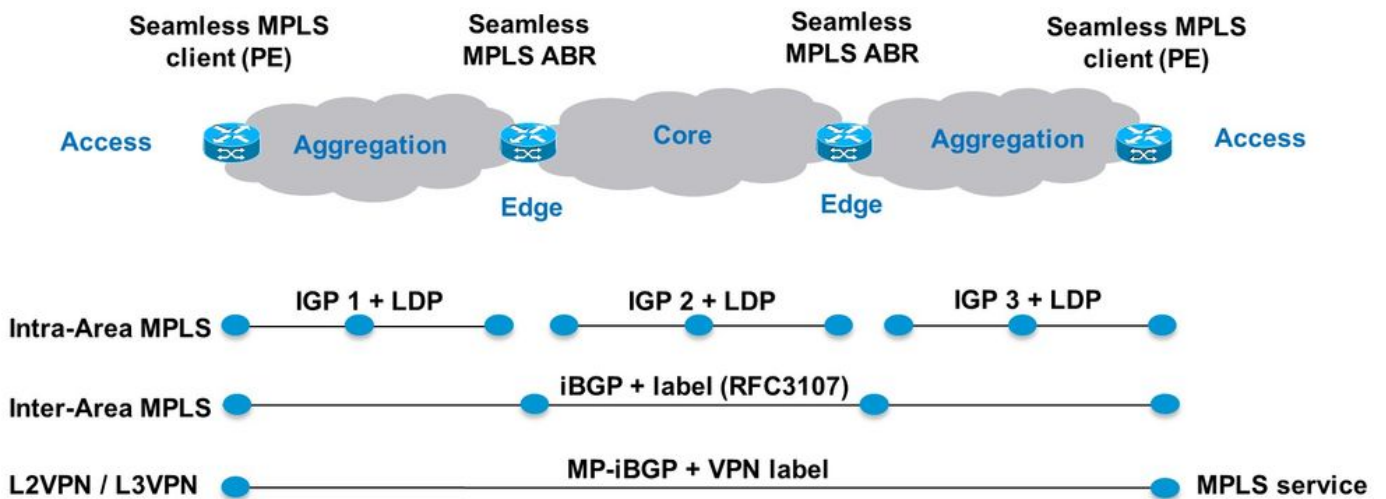 Seamless MPLS
client (PE)
Seamless
MPLS ABR
Seamless
MPLS ABR
Seamless MPLS
client (PE)
Access
Aggregation
Core
Aggregation
Access
Edge
Edge
Intra-Area MPLS
IGP 1 + LDP
IGP 2 + LDP
IGP 3 + LDP
Inter-Area MPLS
iBGP + label (RFC3107)
L2VPN / L3VPN
MP-iBGP + VPN label
MPLS service